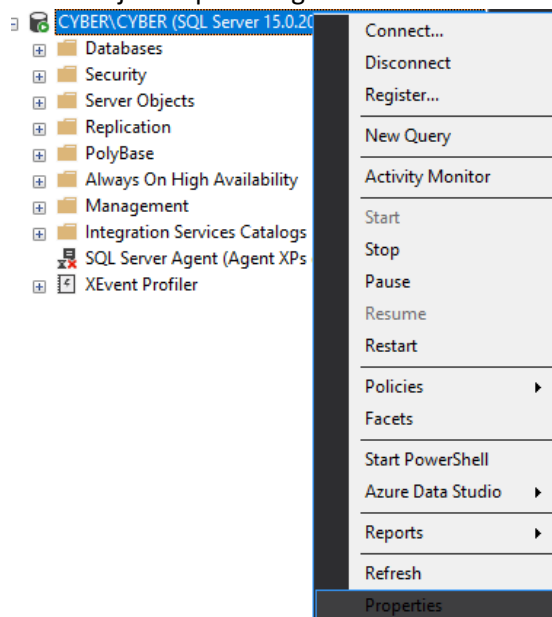 CYBER\CYBER (SQL Server 15.0.20
Databases
Security
Server Objects
Replication
PolyBase
Always On High Availability
Management
Integration Services Catalogs
SQL Server Agent (Agent XPs
XEvent Profiler
Connect...
Disconnect
Register...
New Query
Activity Monitor
Start
Stop
Pause
Resume
Restart
Policies
Facets
Start PowerShell
Azure Data Studio
Reports
Refresh
Properties